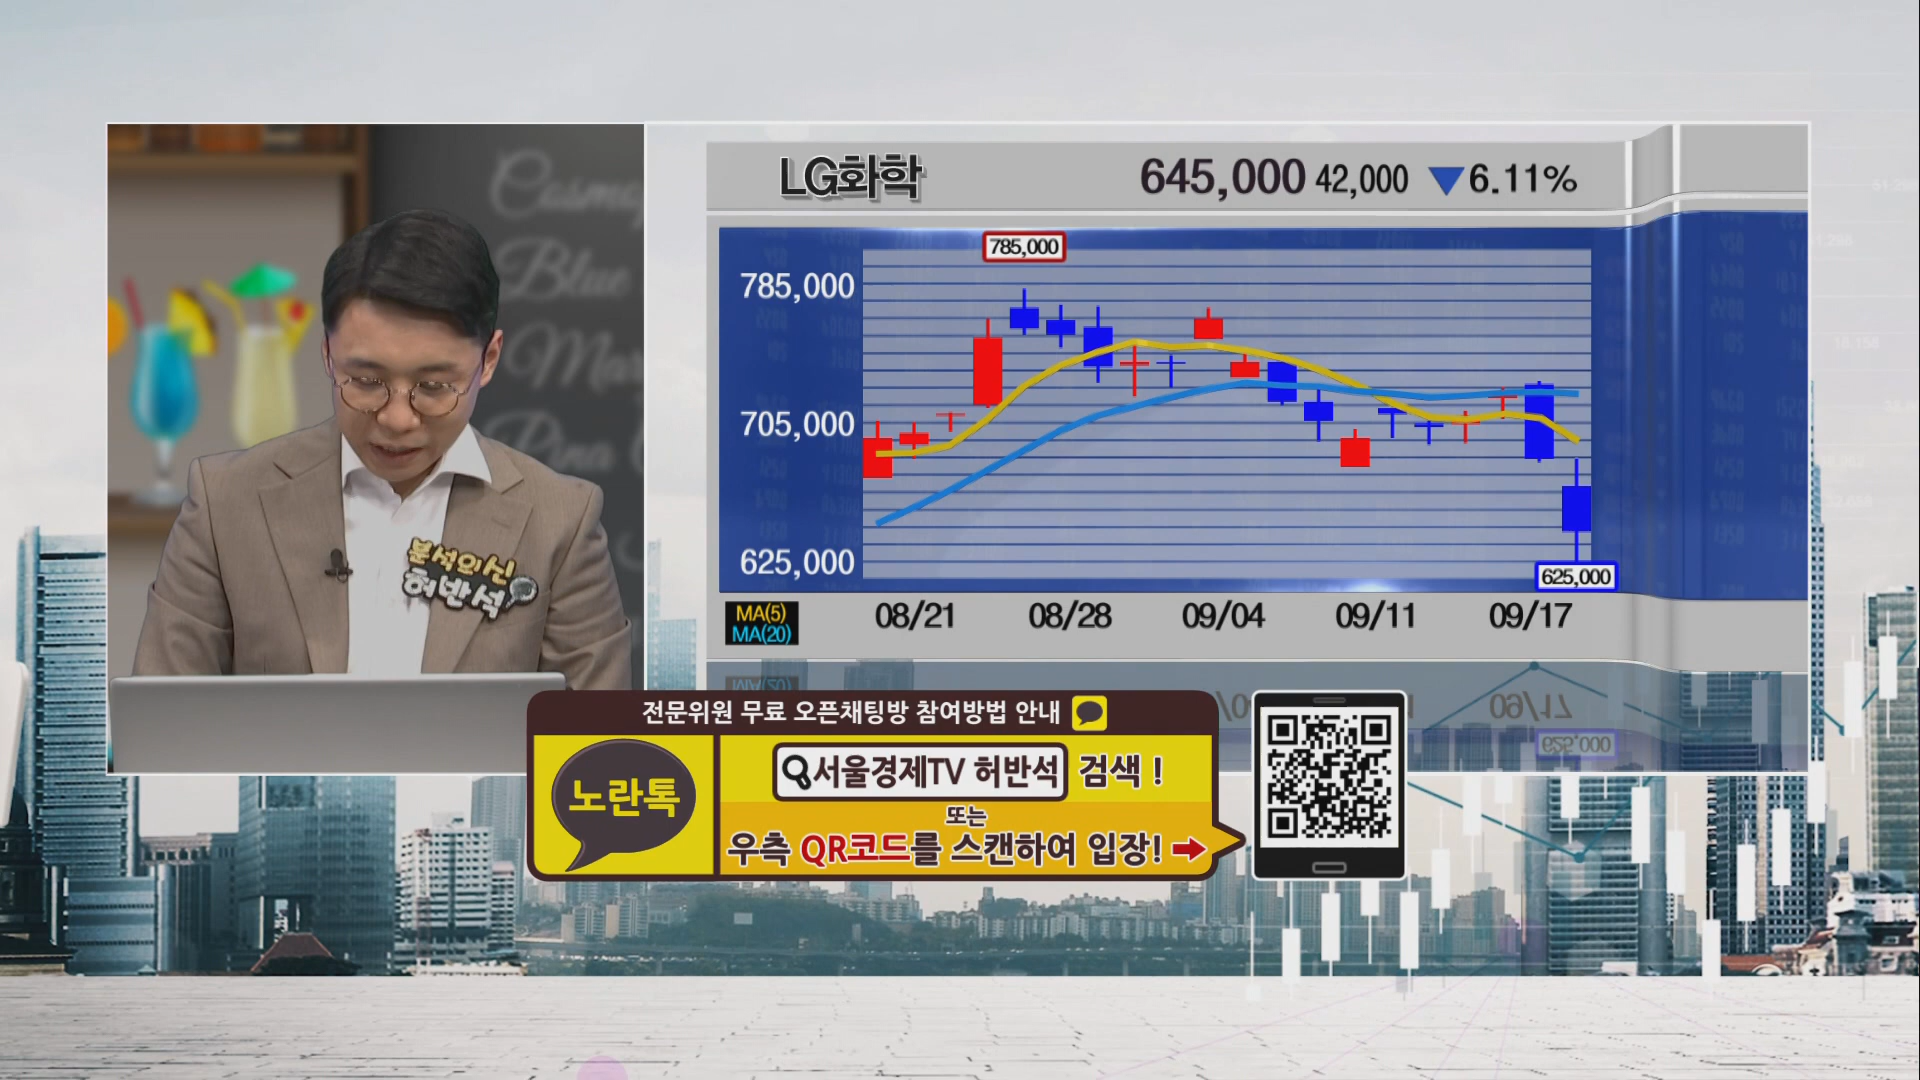 Cosmo
Blue
Mar
Pina
분석의신
허반석
LG화학 645,000 42,000 ▼6.11%
785,000
785,000
705,000
625,000
625,000
MA(5)
MA(20)
08/21 08/28 09/04 09/11 09/17
전문위원 무료 오픈채팅방 참여방법 안내
노란톡
서울경제TV 허반석 검색 !
또는
우측 QR코드를 스캔하여 입장!